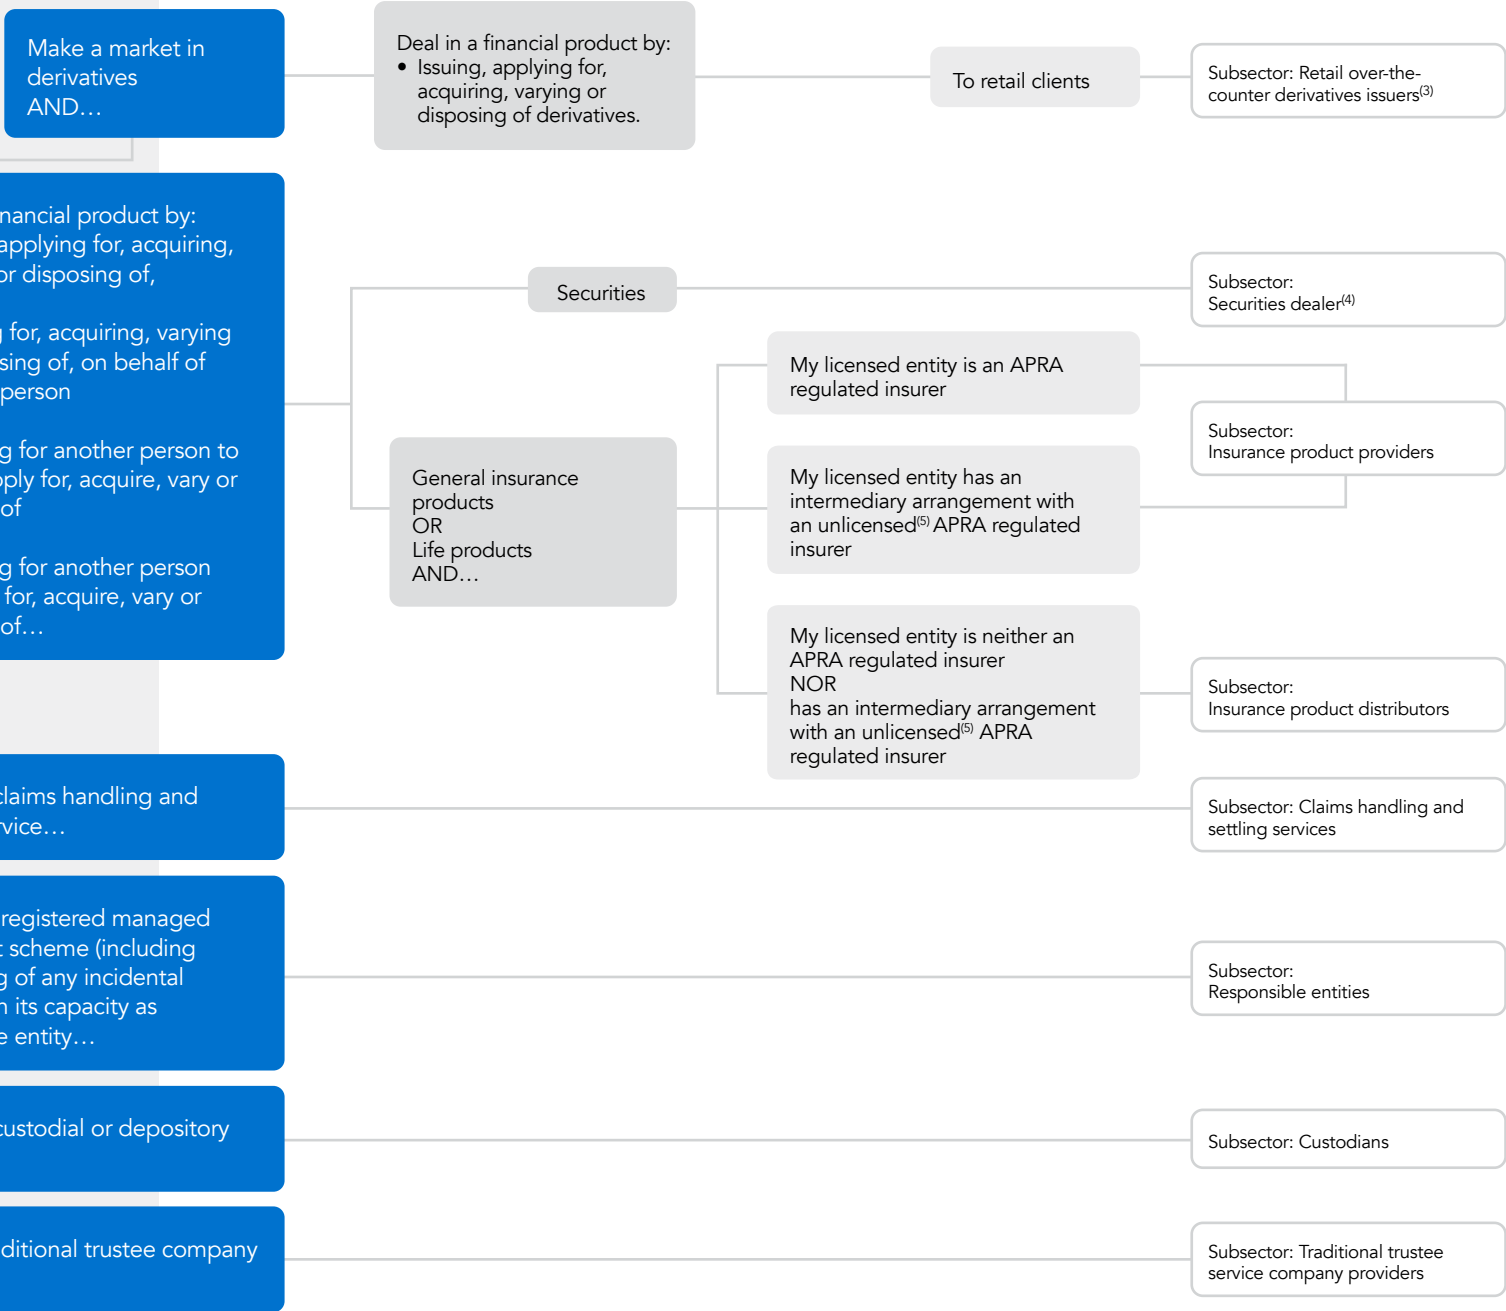 Make a market in
derivatives
AND…
Deal in a financial product by:
• Issuing, applying for,
acquiring, varying or
disposing of derivatives.
To retail clients
Subsector: Retail over-the-
counter derivatives issuers(3)
financial product by:
applying for, acquiring,
or disposing of,
for, acquiring, varying
sing of, on behalf of
person
g for another person to
ply for, acquire, vary or
of
g for another person
for, acquire, vary or
of…
Securities
Subsector:
Securities dealer(4)
General insurance
products
OR
Life products
AND…
My licensed entity is an APRA
regulated insurer
My licensed entity has an
intermediary arrangement with
an unlicensed(5) APRA regulated
insurer
Subsector:
Insurance product providers
My licensed entity is neither an
APRA regulated insurer
NOR
has an intermediary arrangement
with an unlicensed(5) APRA
regulated insurer
Subsector:
Insurance product distributors
claims handling and
rvice…
Subsector: Claims handling and
settling services
registered managed
t scheme (including
g of any incidental
n its capacity as
e entity…
Subsector:
Responsible entities
custodial or depository
Subsector: Custodians
ditional trustee company
Subsector: Traditional trustee
service company providers